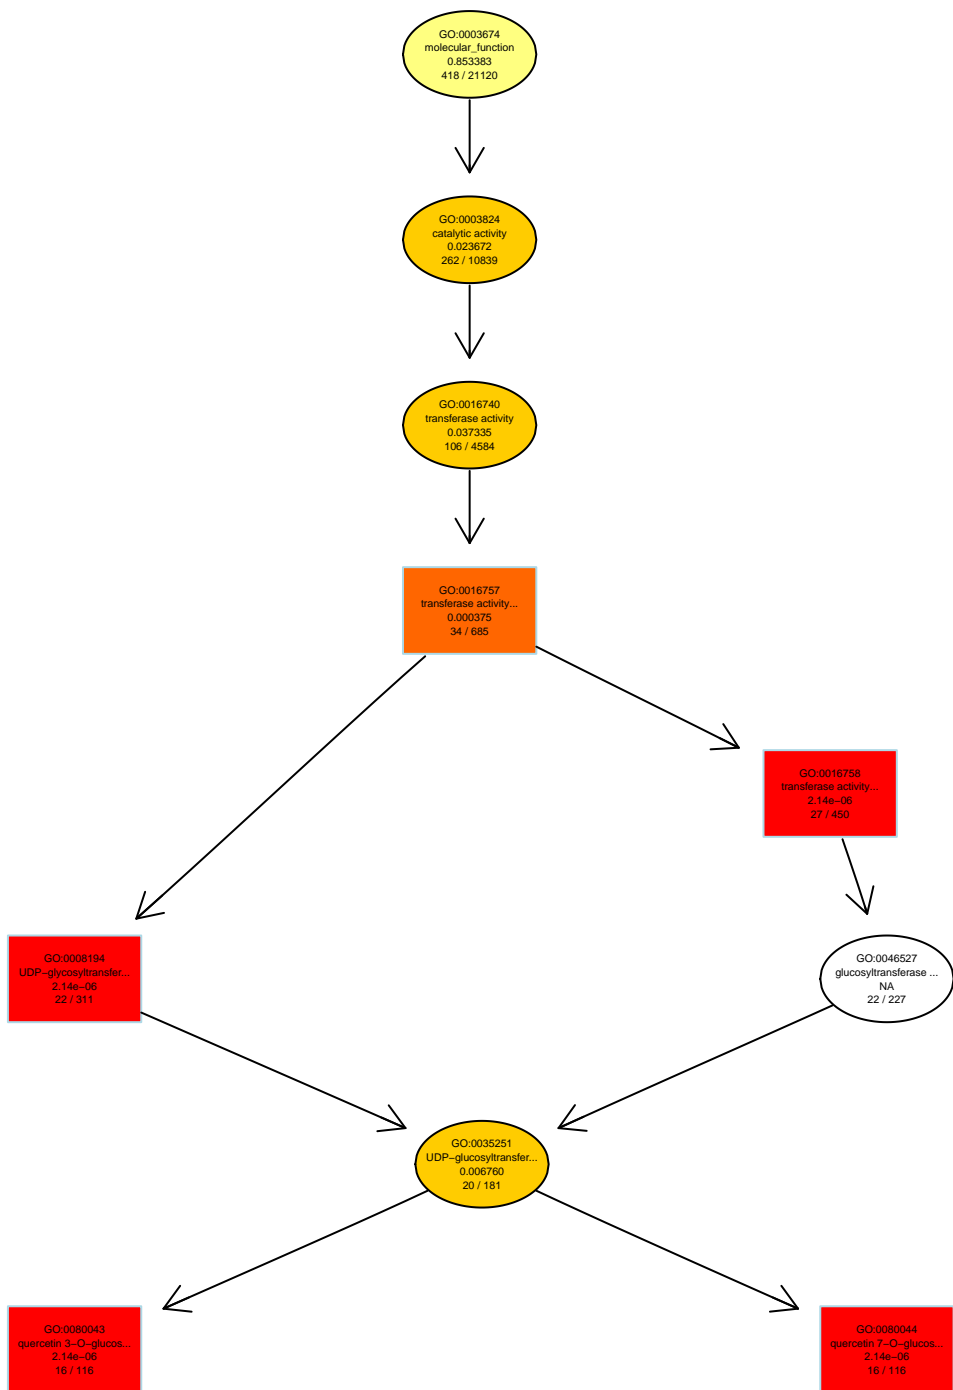 GO:0003674
molecular_function
0.853383
418 / 21120
GO:0003824
catalytic activity
0.023672
262 / 10839
GO:0016740
transferase activity
0.037335
106 / 4584
GO:0016757
transferase activity...
0.000375
34 / 685
GO:0016758
transferase activity...
2.14e−06
27 / 450
GO:0008194
UDP−glycosyltransfer...
2.14e−06
22 / 311
GO:0046527
glucosyltransferase ...
NA
22 / 227
GO:0035251
UDP−glucosyltransfer...
0.006760
20 / 181
GO:0080043
quercetin 3−O−glucos...
2.14e−06
16 / 116
GO:0080044
quercetin 7−O−glucos...
2.14e−06
16 / 116